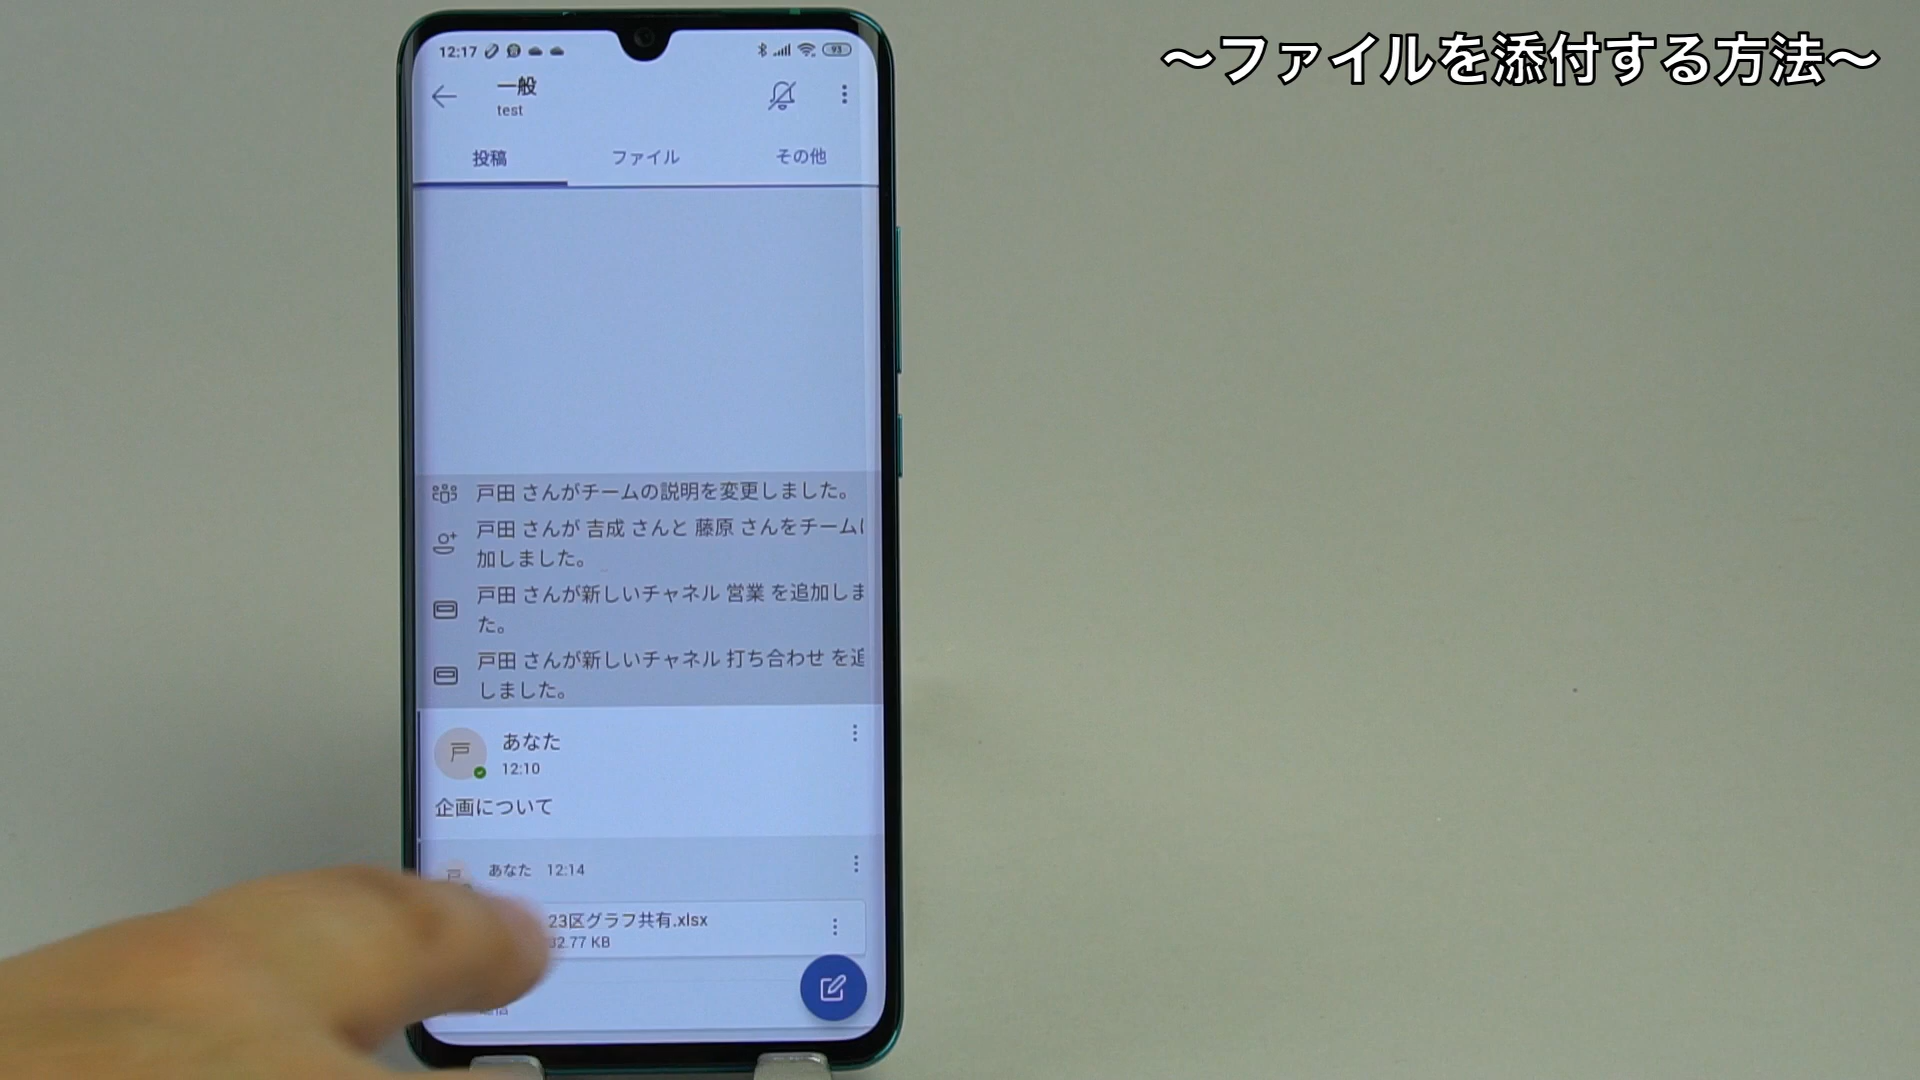 ～ファイルを添付する方法～
12:17
93
一般
test
投稿 ファイル その他
戸田 さんがチームの説明を変更しました。
戸田 さんが 吉成 さんと 藤原 さんをチームに
加しました。
戸田 さんが新しいチャネル 営業 を追加しま
た。
戸田 さんが新しいチャネル 打ち合わせ を追
しました。
戸 あなた
12:10
企画について
戸 あなた 12:14
23区グラフ共有.xlsx
32.77 KB